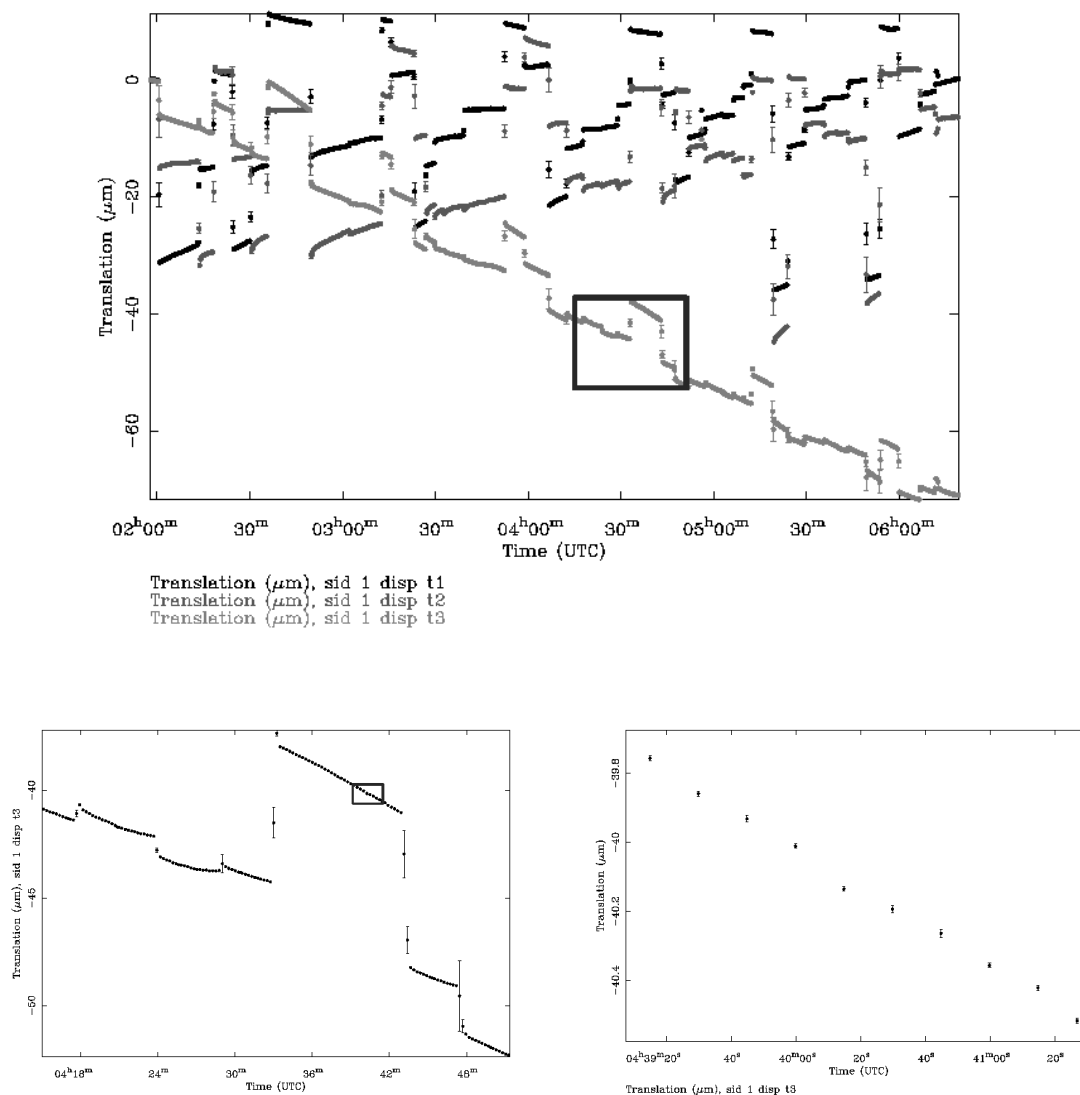 0
−20
−40
−60
Translation (μm)
02ʰ00ᵐ 30ᵐ 03ʰ00ᵐ 30ᵐ 04ʰ00ᵐ 30ᵐ 05ʰ00ᵐ 30ᵐ 06ʰ00ᵐ
Time (UTC)
Translation (μm), sid 1 disp t1
Translation (μm), sid 1 disp t2
Translation (μm), sid 1 disp t3
−40
−45
−50
Translation (μm), sid 1 disp t3
04ʰ18ᵐ 24ᵐ 30ᵐ 36ᵐ 42ᵐ 48ᵐ
Time (UTC)
−39.8
−40
−40.2
−40.4
Translation (μm)
04ʰ39ᵐ20ˢ 40ˢ 40ᵐ00ˢ 20ˢ 40ˢ 41ᵐ00ˢ 20ˢ
Time (UTC)
Translation (μm), sid 1 disp t3